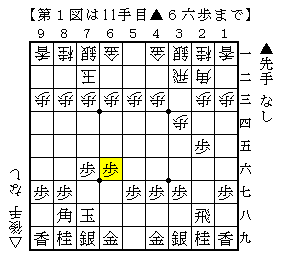 【第１図は11手目▲６六歩まで】
9 8 7 6 5 4 3 2 1
香 桂 銀 金 金 銀 桂 香 一
王 飛 角 二
歩 歩 歩 歩 歩 歩 歩 歩 三
歩 四
歩 五
歩 歩 六
歩 歩 歩 歩 歩 歩 七
角 玉 飛 八
香 桂 銀 金 金 銀 桂 香 九
▲先手 なし
△後手 なし